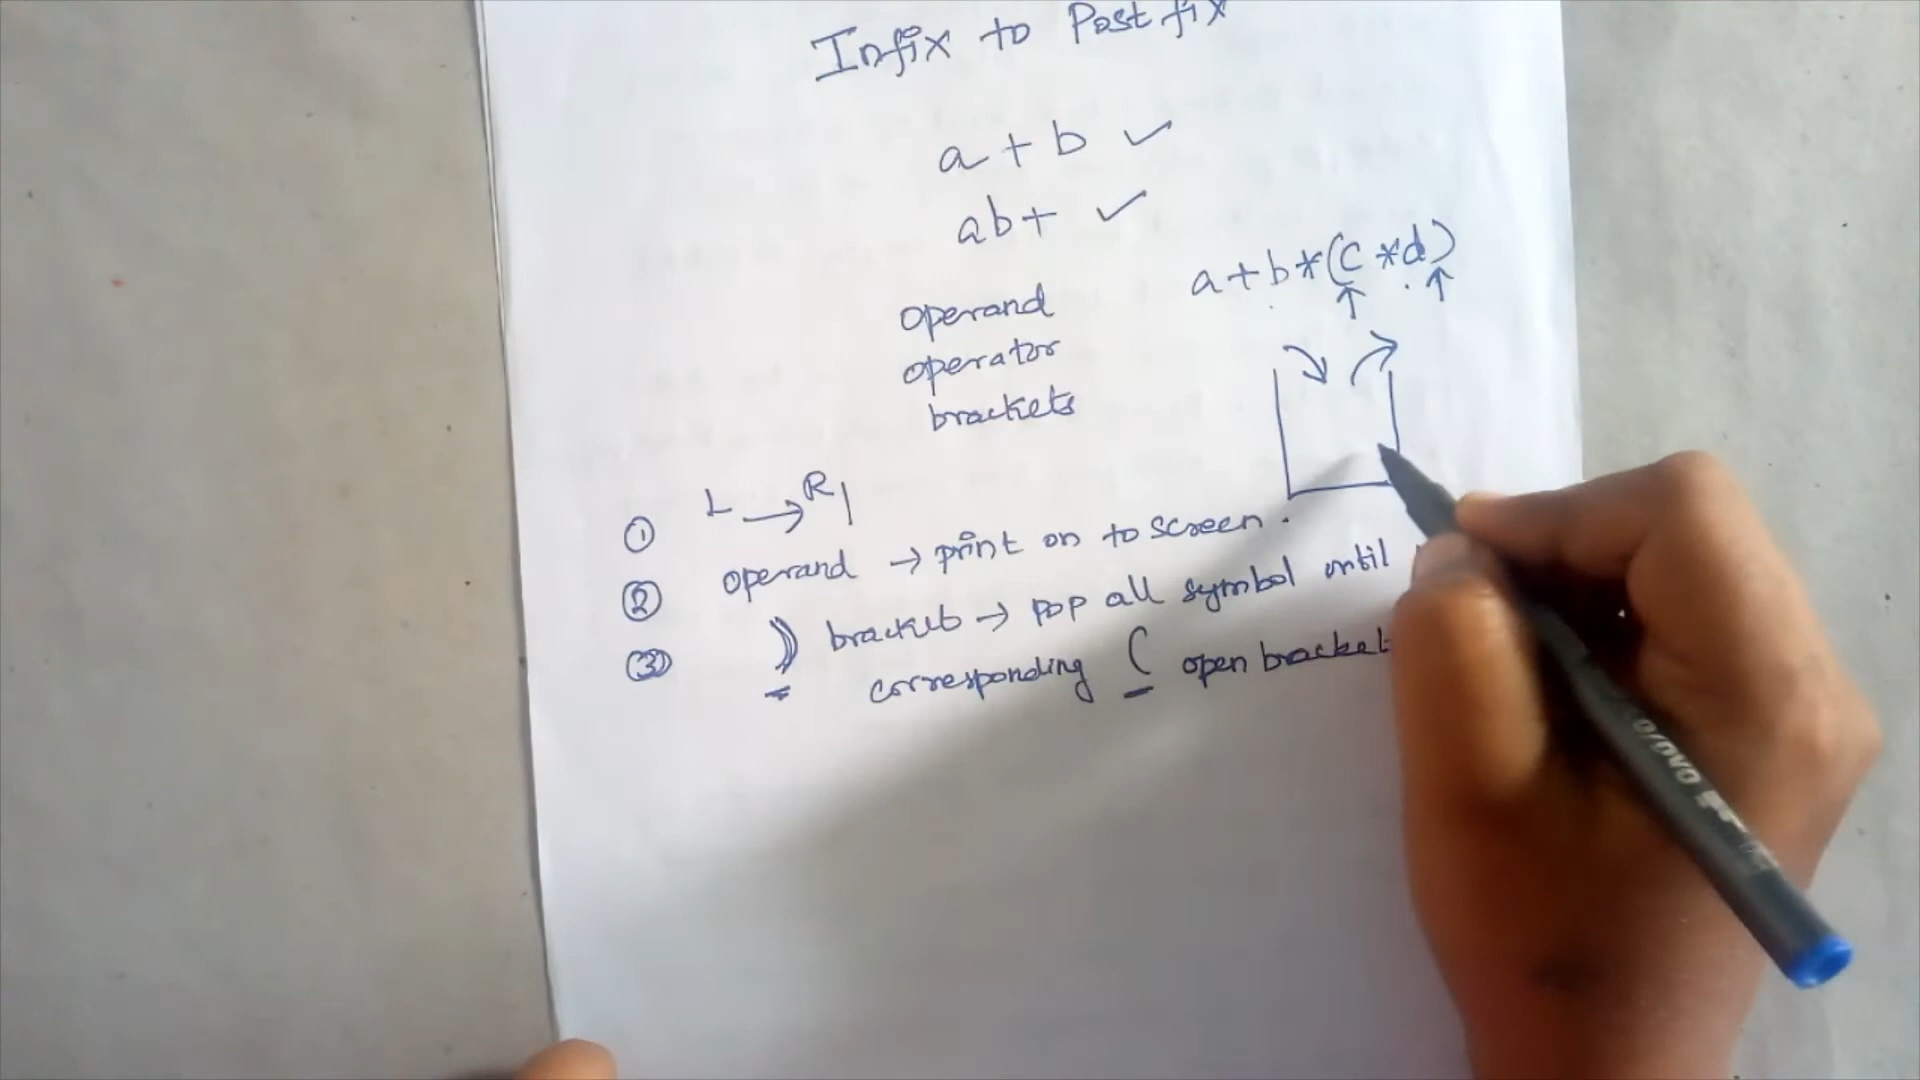 Infix to Postfix
a + b ✓
ab+ ✓
a + b * (c * d)
operand
operator
brackets
① L → R |
② operand → print on to screen.
③ ) bracket → pop all symbol until
corresponding ( open bracket